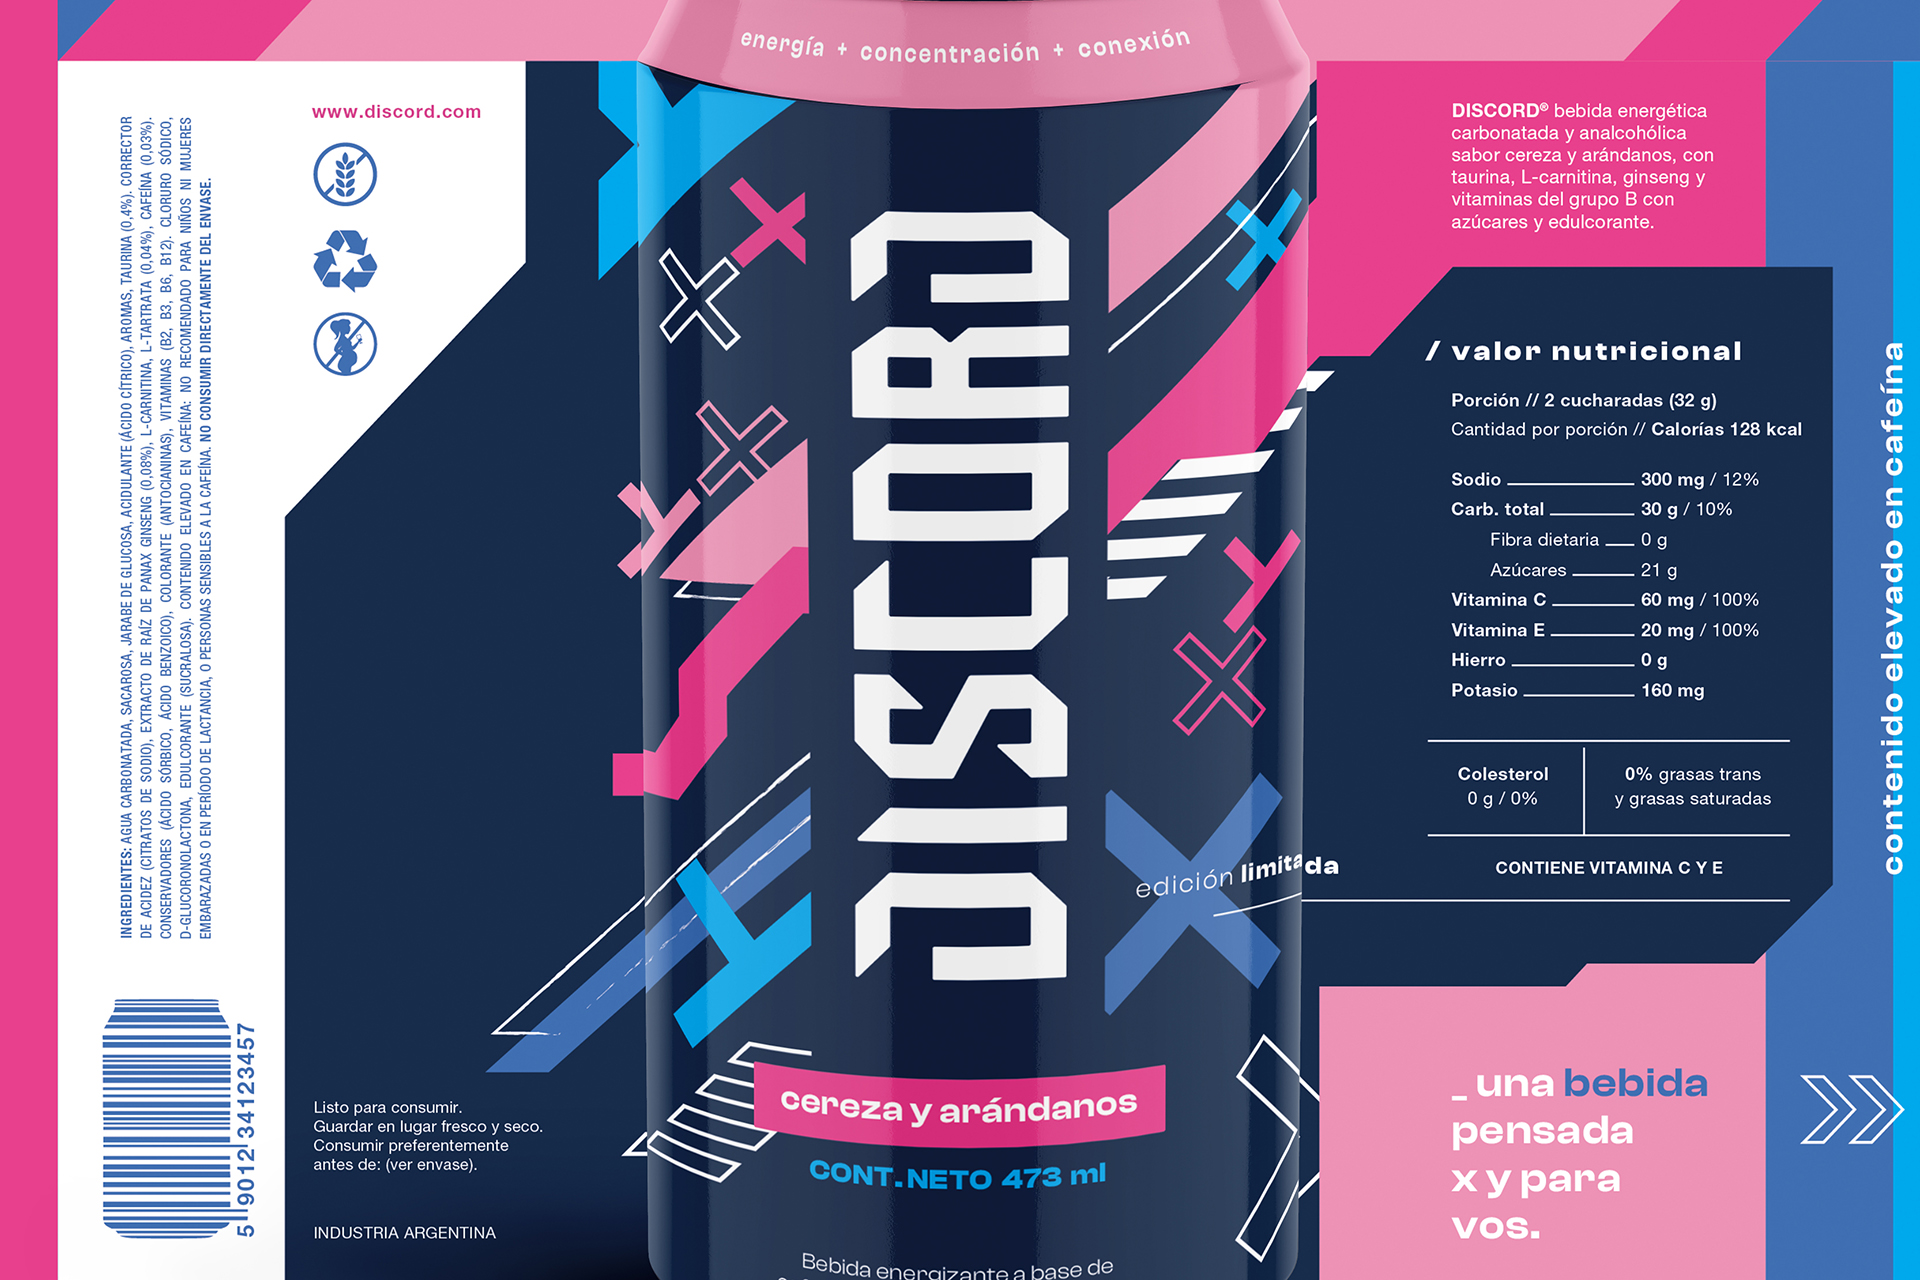 energía + concentración + conexión
www.discord.com
INGREDIENTES: AGUA CARBONATADA, SACAROSA, JARABE DE GLUCOSA, ACIDULANTE (ÁCIDO CÍTRICO), AROMAS, TAURINA (0,4%). CORRECTOR
DE ACIDEZ (CITRATOS DE SODIO), EXTRACTO DE RAÍZ DE PANAX GINSENG (0,08%), L-CARNITINA, L-TARTRATA (0,04%), CAFEÍNA (0,03%).
CONSERVADORES (ÁCIDO SÓRBICO, ÁCIDO BENZOICO), COLORANTE (ANTOCIANINAS), VITAMINAS (B2, B3, B6, B12). CLORURO SÓDICO,
D-GLUCORONOLACTONA, EDULCORANTE (SUCRALOSA). CONTENIDO ELEVADO EN CAFEÍNA: NO RECOMENDADO PARA NIÑOS NI MUJERES
EMBARAZADAS O EN PERÍODO DE LACTANCIA, O PERSONAS SENSIBLES A LA CAFEÍNA. NO CONSUMIR DIRECTAMENTE DEL ENVASE.
5 9012341 23457
Listo para consumir.
Guardar en lugar fresco y seco.
Consumir preferentemente
antes de: (ver envase).
INDUSTRIA ARGENTINA
DISCORD
edición limitada
cereza y arándanos
CONT. NETO 473 ml
Bebida energizante a base de
DISCORD® bebida energética
carbonatada y analcohólica
sabor cereza y arándanos, con
taurina, L-carnitina, ginseng y
vitaminas del grupo B con
azúcares y edulcorante.
/ valor nutricional
Porción // 2 cucharadas (32 g)
Cantidad por porción // Calorías 128 kcal
Sodio 300 mg / 12%
Carb. total 30 g / 10%
Fibra dietaria 0 g
Azúcares 21 g
Vitamina C 60 mg / 100%
Vitamina E 20 mg / 100%
Hierro 0 g
Potasio 160 mg
Colesterol
0 g / 0%
0% grasas trans
y grasas saturadas
CONTIENE VITAMINA C Y E
_ una bebida
pensada
x y para
vos.
contenido elevado en cafeína